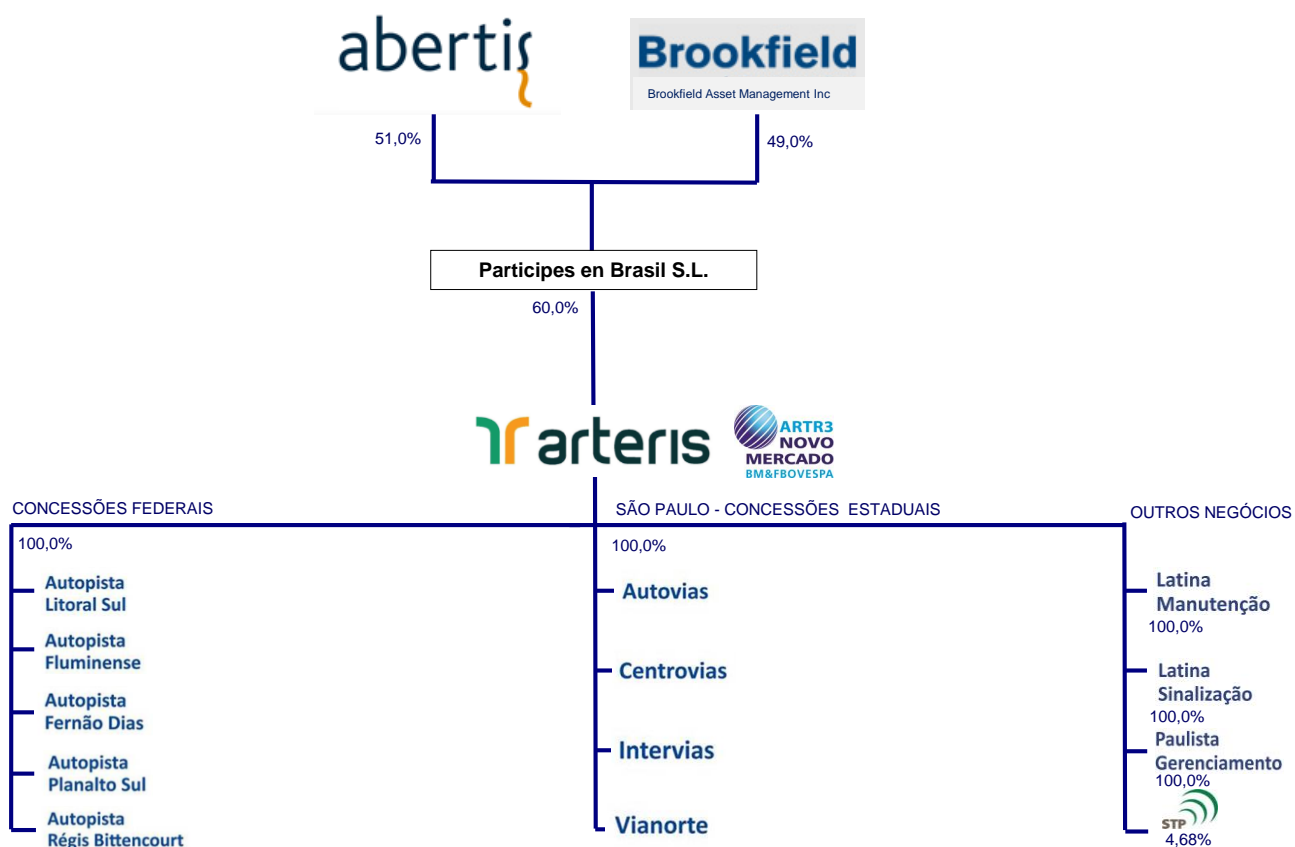 abertis
Brookfield
Brookfield Asset Management Inc
51,0%
49,0%
Participes en Brasil S.L.
60,0%
arteris
ARTR3
NOVO
MERCADO
BM&FBOVESPA
CONCESSÕES FEDERAIS
100,0%
Autopista
Litoral Sul
Autopista
Fluminense
Autopista
Fernão Dias
Autopista
Planalto Sul
Autopista
Régis Bittencourt
SÃO PAULO - CONCESSÕES ESTADUAIS
100,0%
Autovias
Centrovias
Intervias
Vianorte
OUTROS NEGÓCIOS
Latina
Manutenção
100,0%
Latina
Sinalização
100,0%
Paulista
Gerenciamento
100,0%
STP
4,68%